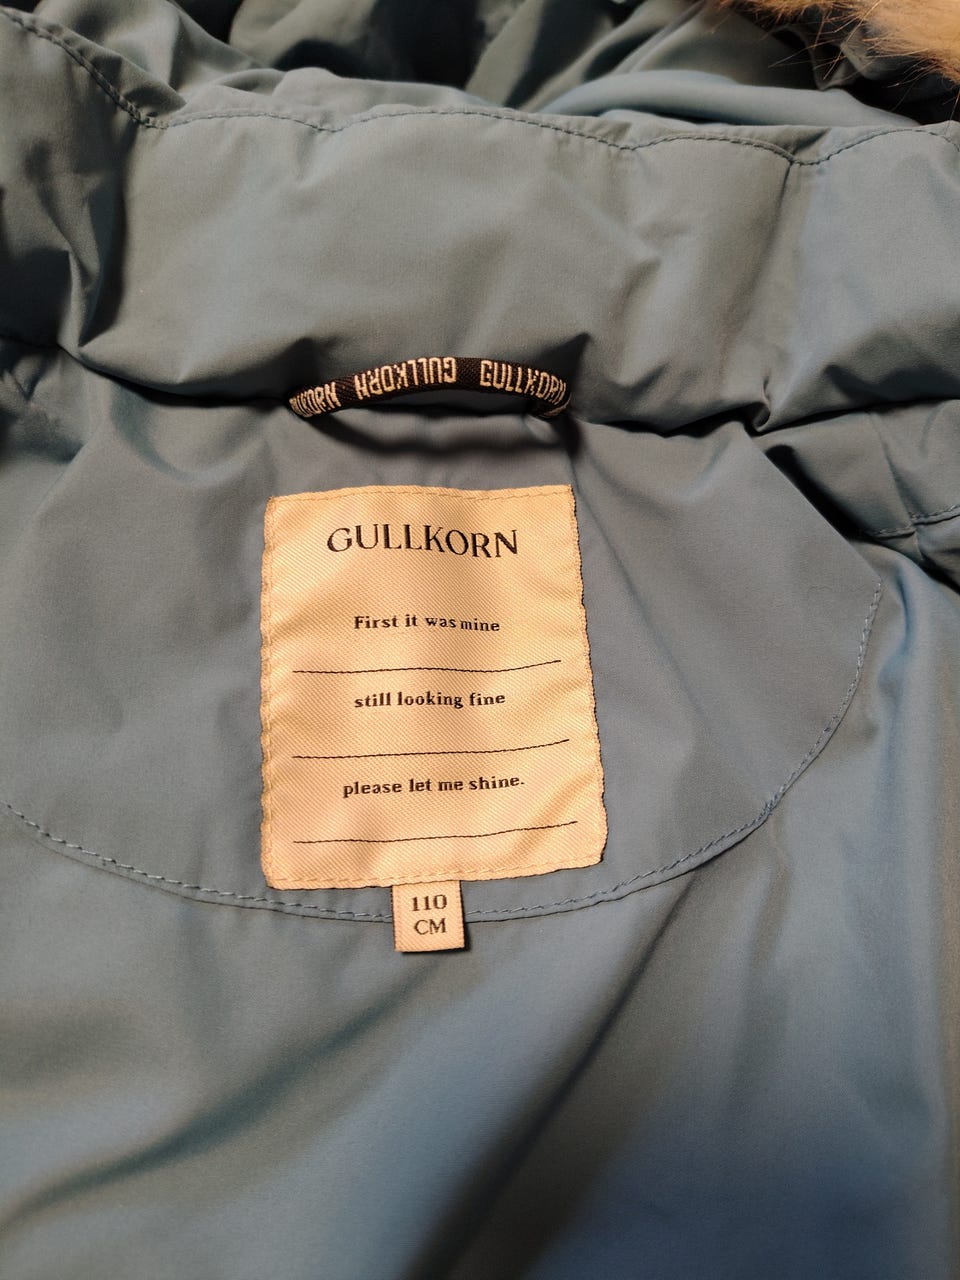 GULLKORN GULLKORN
GULLKORN
First it was mine
still looking fine
please let me shine.
110
CM